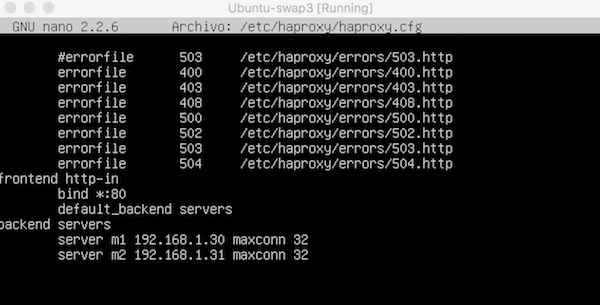 Ubuntu-swap3 [Running]
GNU nano 2.2.6 Archivo: /etc/haproxy/haproxy.cfg
#errorfile 503 /etc/haproxy/errors/503.http
errorfile 400 /etc/haproxy/errors/400.http
errorfile 403 /etc/haproxy/errors/403.http
errorfile 408 /etc/haproxy/errors/408.http
errorfile 500 /etc/haproxy/errors/500.http
errorfile 502 /etc/haproxy/errors/502.http
errorfile 503 /etc/haproxy/errors/503.http
errorfile 504 /etc/haproxy/errors/504.http
frontend http-in
bind *:80
default_backend servers
backend servers
server m1 192.168.1.30 maxconn 32
server m2 192.168.1.31 maxconn 32